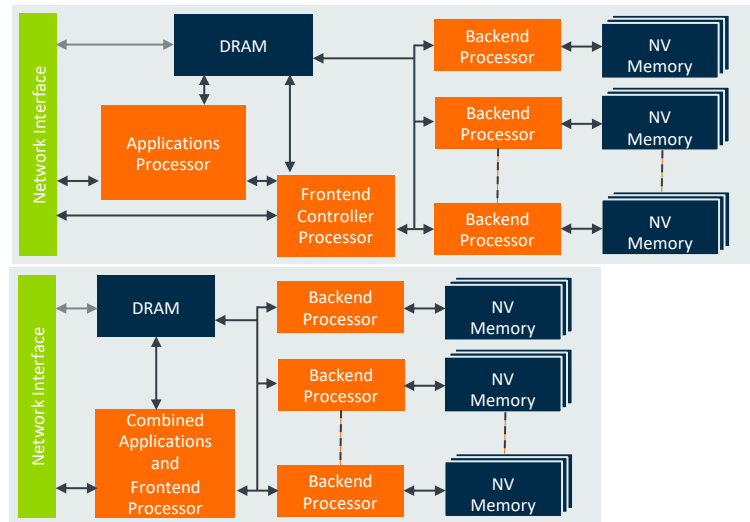 Network Interface
DRAM
Applications
Processor
Frontend
Controller
Processor
Backend
Processor
NV
Memory
Backend
Processor
NV
Memory
Backend
Processor
NV
Memory
Network Interface
DRAM
Combined
Applications
and
Frontend
Processor
Backend
Processor
NV
Memory
Backend
Processor
NV
Memory
Backend
Processor
NV
Memory